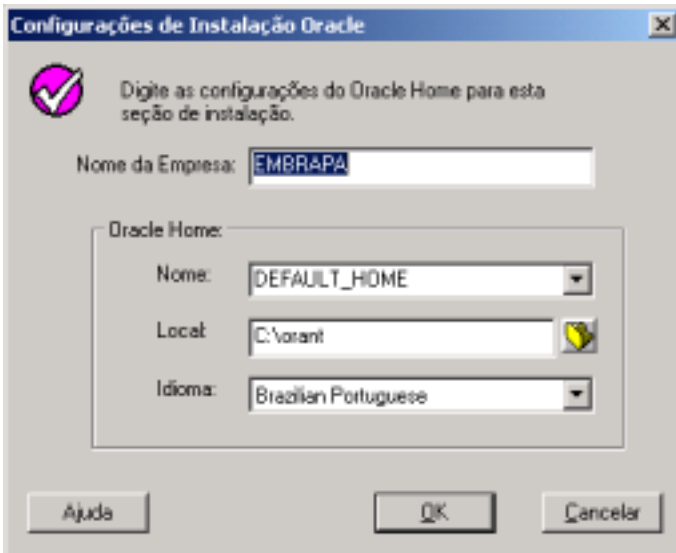 Configurações de Instalação Oracle
Digite as configurações do Oracle Home para esta
seção de instalação.
Nome da Empresa: EMBRAPA
Oracle Home:
Nome: DEFAULT_HOME
Local: C:\orant
Idioma: Brazilian Portuguese
Ajuda OK Cancelar